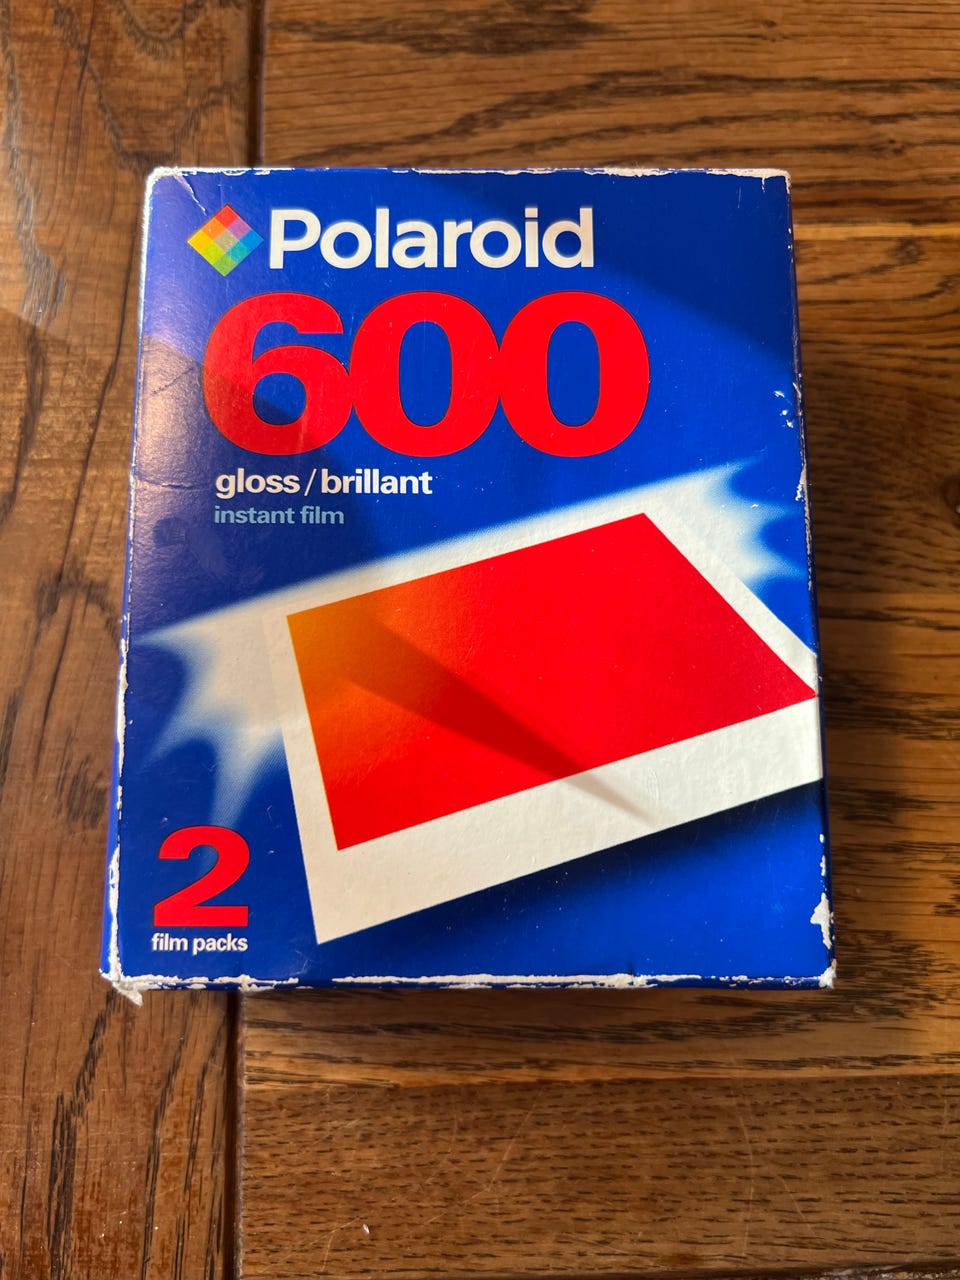 Polaroid
600
gloss / brillant
instant film
2
film packs